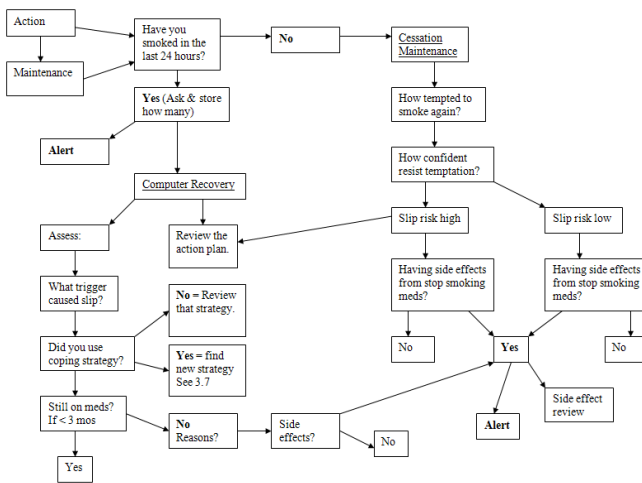 Action
Have you
smoked in the
last 24 hours?
No
Cessation
Maintenance
Maintenance
Yes (Ask & store
how many)
How tempted to
smoke again?
Alert
How confident
resist temptation?
Computer Recovery
Slip risk high
Slip risk low
Assess:
Review the
action plan.
Having side effects
from stop smoking
meds?
Having side effects
from stop smoking
meds?
What trigger
caused slip?
No = Review
that strategy.
No
Yes
No
Did you use
coping strategy?
Yes = find
new strategy
See 3.7
Side effect
review
Still on meds?
If < 3 mos
No
Reasons?
Side
effects?
No
Alert
Yes